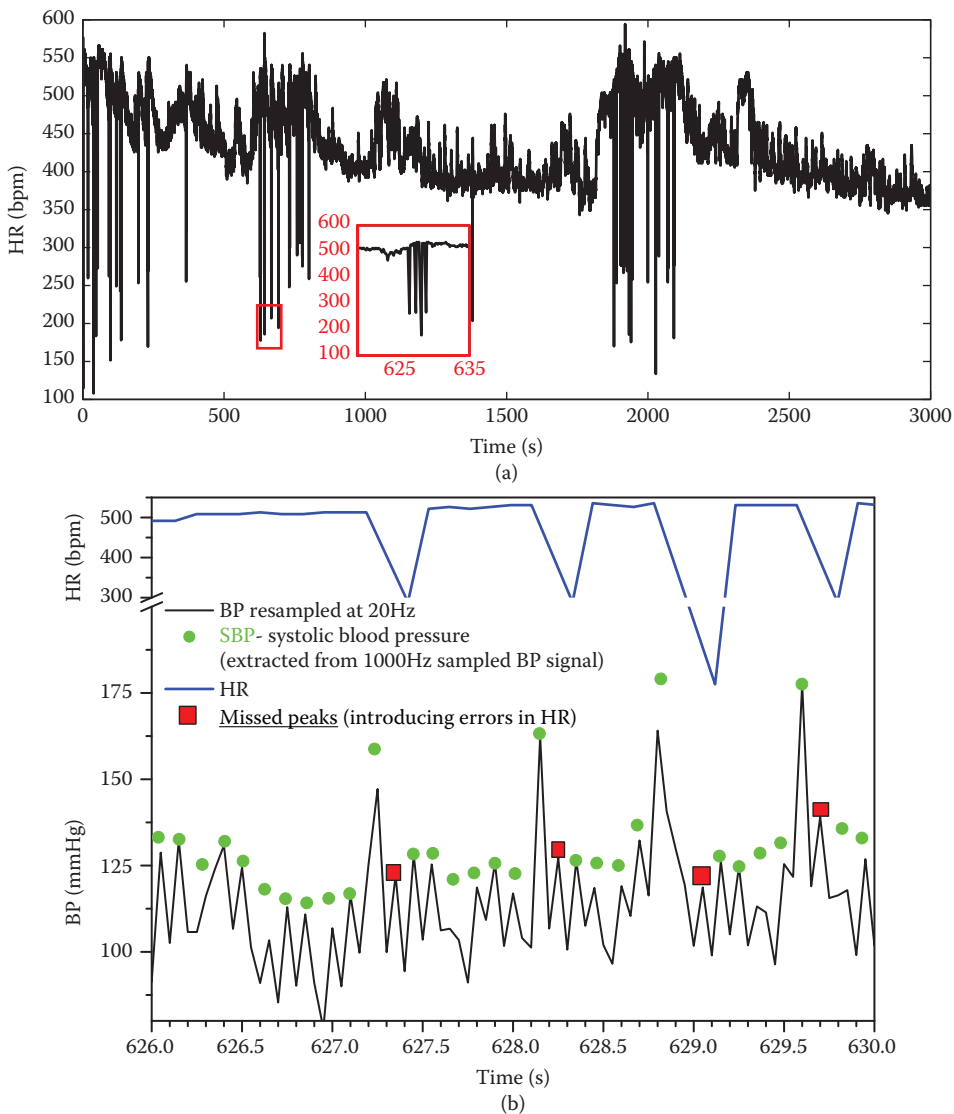 600
550
500
450
400
350
300
250
200
150
100
HR (bpm)
600
500
400
300
200
100
625 635
0 500 1000 1500 2000 2500 3000
Time (s)
(a)
500
400
300
HR (bpm)
BP resampled at 20Hz
SBP- systolic blood pressure
(extracted from 1000Hz sampled BP signal)
HR
Missed peaks (introducing errors in HR)
175
150
125
100
BP (mmHg)
626.0 626.5 627.0 627.5 628.0 628.5 629.0 629.5 630.0
Time (s)
(b)